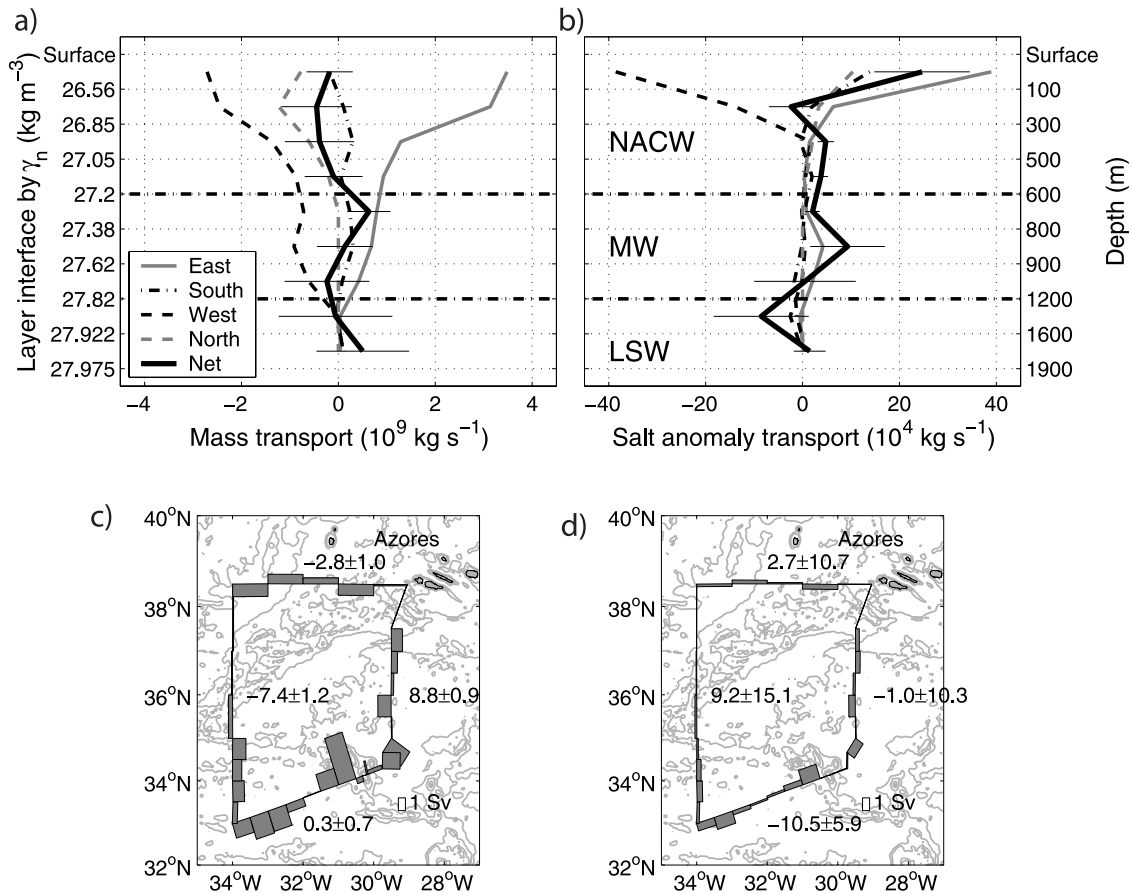 a)
b)
Layer interface by γn (kg m−3)
Surface
26.56
26.85
27.05
27.2
27.38
27.62
27.82
27.922
27.975
East
South
West
North
Net
−4 −2 0 2 4
Mass transport (10^9 kg s−1)
NACW
MW
LSW
Surface
100
300
500
600
800
900
1200
1600
1900
Depth (m)
−40 −20 0 20 40
Salt anomaly transport (10^4 kg s−1)
c)
40°N
38°N
36°N
34°N
32°N
Azores
−2.8±1.0
−7.4±1.2
8.8±0.9
1 Sv
0.3±0.7
34°W 32°W 30°W 28°W
d)
40°N
38°N
36°N
34°N
32°N
Azores
2.7±10.7
9.2±15.1
−1.0±10.3
1 Sv
−10.5±5.9
34°W 32°W 30°W 28°W